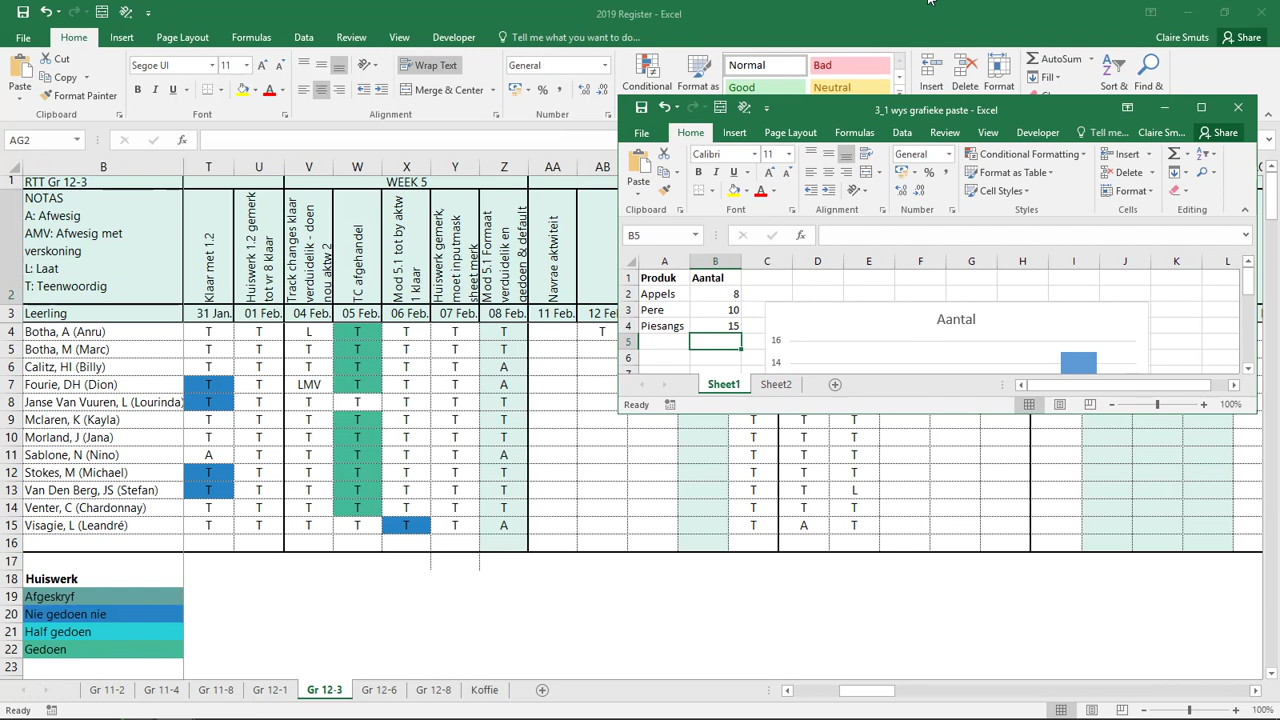 2019 Register - Excel
File Home Insert Page Layout Formulas Data Review View Developer Tell me what you want to do... Claire Smuts Share
Paste
Cut
Copy
Format Painter
Clipboard
Segoe UI 11
Font
Wrap Text
Merge & Center
Alignment
General
Number
Conditional Format as
Normal Bad
Good Neutral
Insert Delete Format
AutoSum
Fill
Sort & Find &
AG2
3_1 wys grafieke paste - Excel
File Home Insert Page Layout Formulas Data Review View Developer Tell me... Claire Smu... Share
Paste
Calibri 11
General
Conditional Formatting
Format as Table
Cell Styles
Insert
Delete
Format
Clipboard Font Alignment Number Styles Cells Editing
B5
A B C D E F G H I J K L
1 Produk Aantal
2 Appels 8
3 Pere 10
4 Piesangs 15
5
6
Aantal
16
14
Sheet1 Sheet2
Ready 100%
B T U V W X Y Z AA AB
1 RTT Gr 12-3 WEEK 5
2 NOTAS
A: Afwesig
AMV: Afwesig met
verskoning
L: Laat
T: Teenwoordig
Klaar met 1.2
Huiswerk 1.2 gemerk
tot vr 8 klaar
Track changes klaar
verduidelik - doen
nou aktw 2
TC afgehandel
Mod 5.1 tot by aktw
1 klaar
Huiswerk gemerk,
moet inputmask
sheet merk
Mod 5.1 Formaat
verduidelik en
gedoen & default
Navrae aktwiteit
3 Leerling 31 Jan. 01 Feb. 04 Feb. 05 Feb. 06 Feb. 07 Feb. 08 Feb. 11 Feb. 12 Feb
4 Botha, A (Anru) T T L T T T T T
5 Botha, M (Marc) T T T T T T T
6 Calitz, HI (Billy) T T T T T T A
7 Fourie, DH (Dion) T T LMV T T T A
8 Janse Van Vuuren, L (Lourinda) T T T T T T T
9 Mclaren, K (Kayla) T T T T T T T T T T
10 Morland, J (Jana) T T T T T T T T T T
11 Sablone, N (Nino) A T T T T T A T T T
12 Stokes, M (Michael) T T T T T T T T T T
13 Van Den Berg, JS (Stefan) T T T T T T T T T L
14 Venter, C (Chardonnay) T T T T T T T T T T
15 Visagie, L (Leandré) T T T T T T A T A T
16
17
18 Huiswerk
19 Afgeskryf
20 Nie gedoen nie
21 Half gedoen
22 Gedoen
23
Gr 11-2 Gr 11-4 Gr 11-8 Gr 12-1 Gr 12-3 Gr 12-6 Gr 12-8 Koffie
Ready 100%